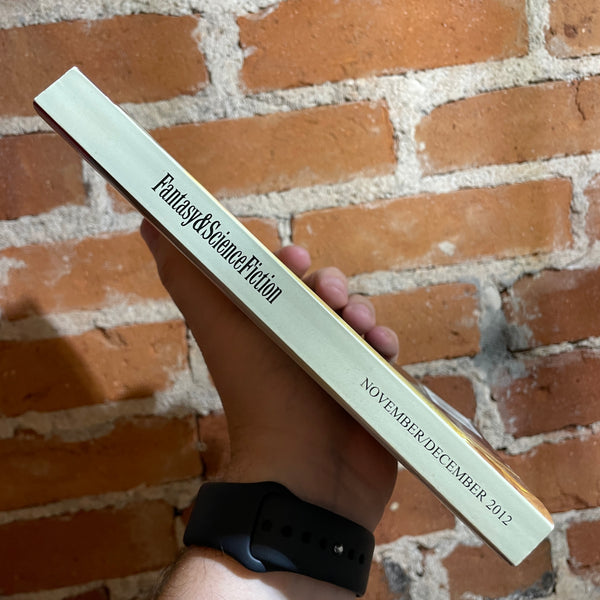 Fantasy&ScienceFiction
NOVEMBER/DECEMBER 2012